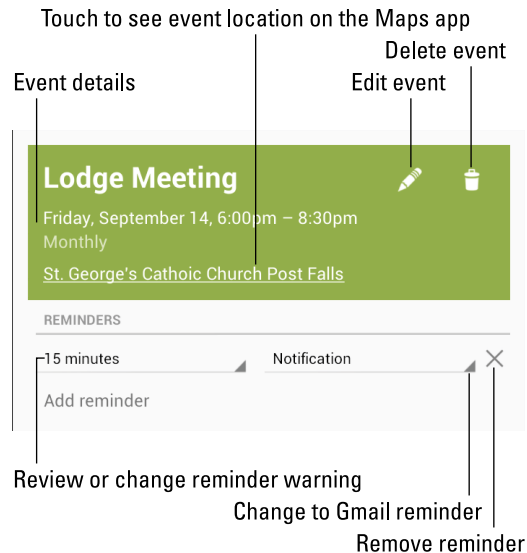 Touch to see event location on the Maps app
Delete event
Event details
Edit event
Lodge Meeting
Friday, September 14, 6:00pm – 8:30pm
Monthly
St. George's Cathoic Church Post Falls
REMINDERS
15 minutes
Notification
Add reminder
Review or change reminder warning
Change to Gmail reminder
Remove reminder